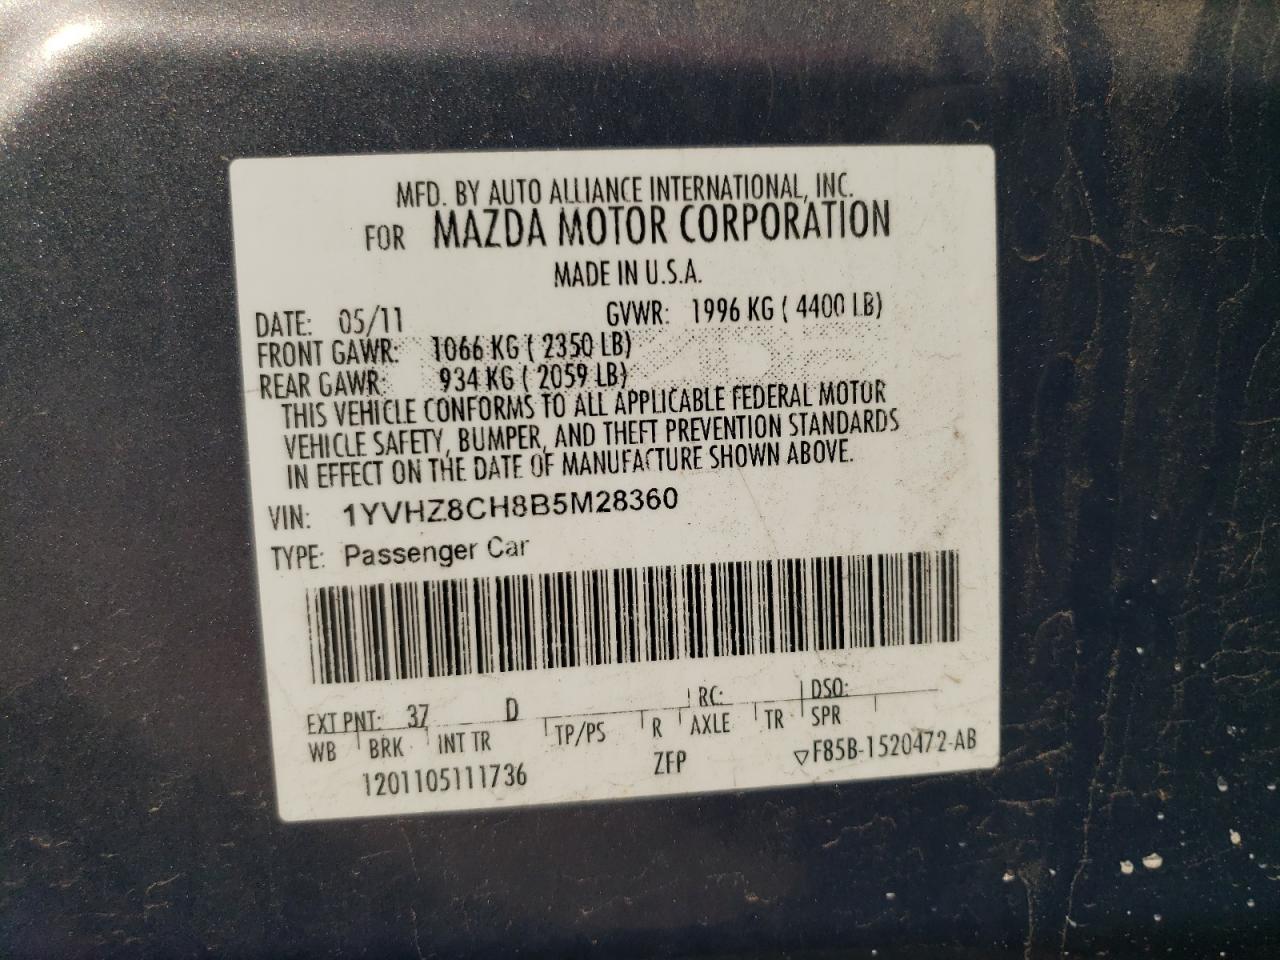 MFD. BY AUTO ALLIANCE INTERNATIONAL, INC.
FOR MAZDA MOTOR CORPORATION
MADE IN U.S.A.
DATE: 05/11 GVWR: 1996 KG ( 4400 LB)
FRONT GAWR: 1066 KG ( 2350 LB)
REAR GAWR: 934 KG ( 2059 LB)
THIS VEHICLE CONFORMS TO ALL APPLICABLE FEDERAL MOTOR
VEHICLE SAFETY, BUMPER, AND THEFT PREVENTION STANDARDS
IN EFFECT ON THE DATE OF MANUFACTURE SHOWN ABOVE.
VIN: 1YVHZ8CH8B5M28360
TYPE: Passenger Car
EXT PNT: 37 D RC: DSO:
WB BRK INT TR TP/PS R AXLE TR SPR
1201105111736 ZFP ▽F85B-1520472-AB